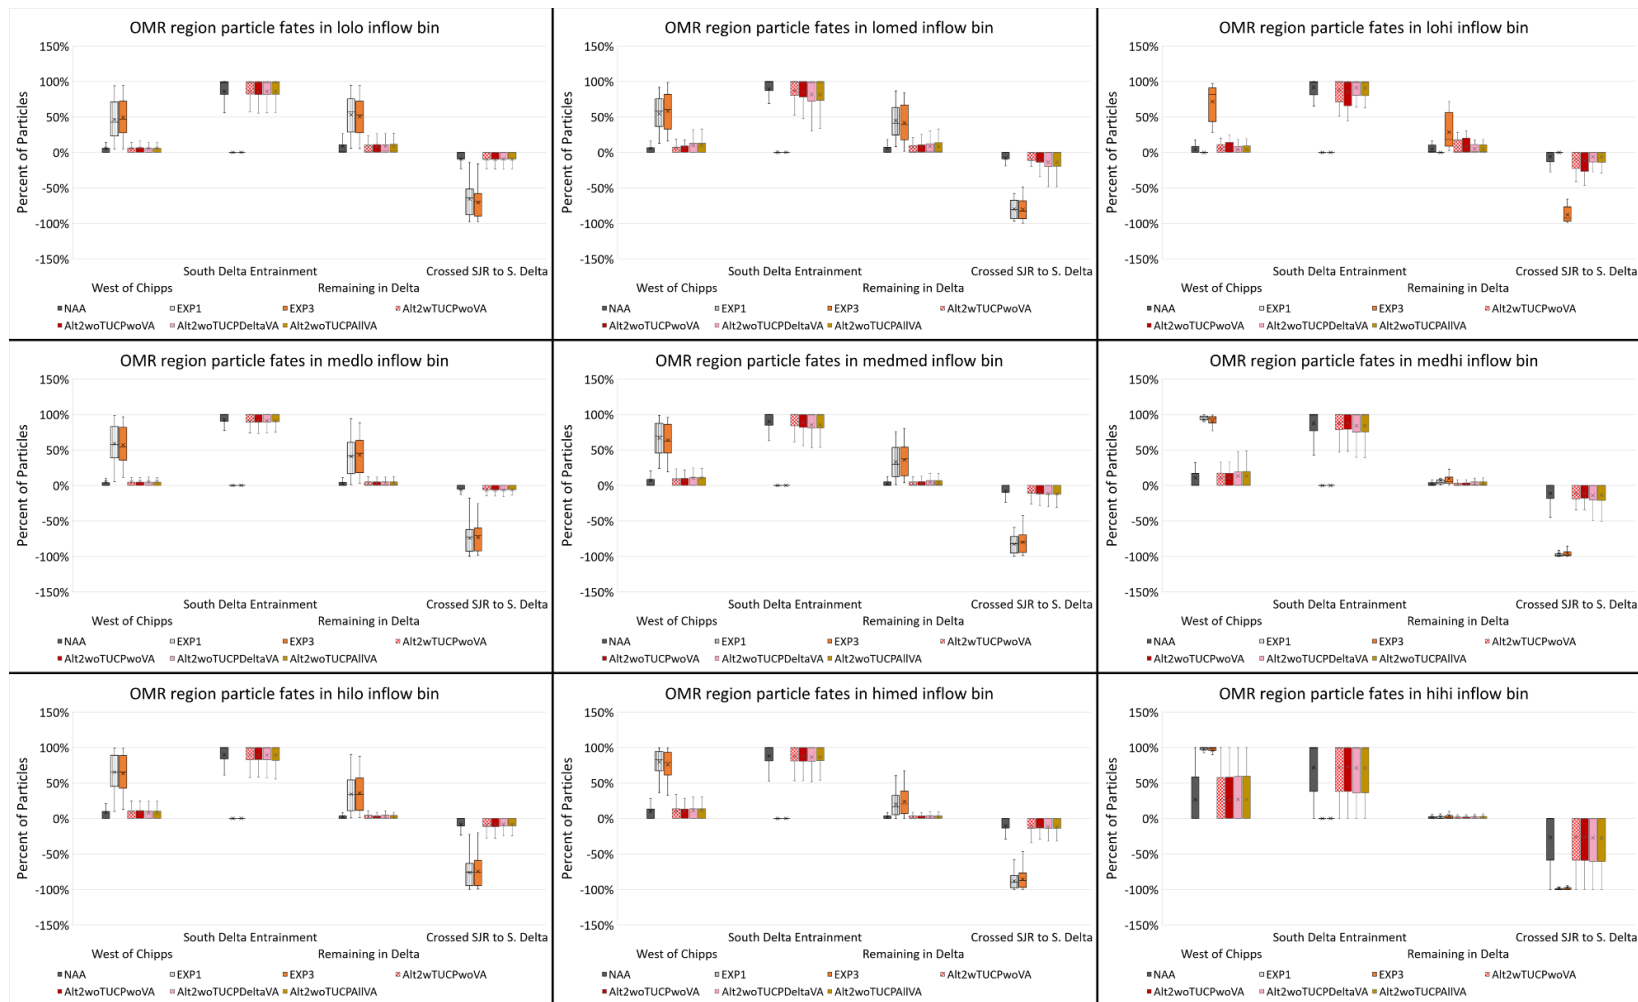 OMR region particle fates in lolo inflow bin
150%
100%
50%
0%
-50%
-100%
-150%
Percent of Particles
South Delta Entrainment Crossed SJR to S. Delta
West of Chipps Remaining in Delta
NAA EXP1 EXP3 Alt2wTUCPwoVA
Alt2woTUCPwoVA Alt2woTUCPDeltaVA Alt2woTUCPAllVA
OMR region particle fates in lomed inflow bin
150%
100%
50%
0%
-50%
-100%
-150%
Percent of Particles
South Delta Entrainment Crossed SJR to S. Delta
West of Chipps Remaining in Delta
NAA EXP1 EXP3 Alt2wTUCPwoVA
Alt2woTUCPwoVA Alt2woTUCPDeltaVA Alt2woTUCPAllVA
OMR region particle fates in lohi inflow bin
150%
100%
50%
0%
-50%
-100%
-150%
Percent of Particles
South Delta Entrainment Crossed SJR to S. Delta
West of Chipps Remaining in Delta
NAA EXP1 EXP3 Alt2wTUCPwoVA
Alt2woTUCPwoVA Alt2woTUCPDeltaVA Alt2woTUCPAllVA
OMR region particle fates in medlo inflow bin
150%
100%
50%
0%
-50%
-100%
-150%
Percent of Particles
South Delta Entrainment Crossed SJR to S. Delta
West of Chipps Remaining in Delta
NAA EXP1 EXP3 Alt2wTUCPwoVA
Alt2woTUCPwoVA Alt2woTUCPDeltaVA Alt2woTUCPAllVA
OMR region particle fates in medmed inflow bin
150%
100%
50%
0%
-50%
-100%
-150%
Percent of Particles
South Delta Entrainment Crossed SJR to S. Delta
West of Chipps Remaining in Delta
NAA EXP1 EXP3 Alt2wTUCPwoVA
Alt2woTUCPwoVA Alt2woTUCPDeltaVA Alt2woTUCPAllVA
OMR region particle fates in medhi inflow bin
150%
100%
50%
0%
-50%
-100%
-150%
Percent of Particles
South Delta Entrainment Crossed SJR to S. Delta
West of Chipps Remaining in Delta
NAA EXP1 EXP3 Alt2wTUCPwoVA
Alt2woTUCPwoVA Alt2woTUCPDeltaVA Alt2woTUCPAllVA
OMR region particle fates in hilo inflow bin
150%
100%
50%
0%
-50%
-100%
-150%
Percent of Particles
South Delta Entrainment Crossed SJR to S. Delta
West of Chipps Remaining in Delta
NAA EXP1 EXP3 Alt2wTUCPwoVA
Alt2woTUCPwoVA Alt2woTUCPDeltaVA Alt2woTUCPAllVA
OMR region particle fates in himed inflow bin
150%
100%
50%
0%
-50%
-100%
-150%
Percent of Particles
South Delta Entrainment Crossed SJR to S. Delta
West of Chipps Remaining in Delta
NAA EXP1 EXP3 Alt2wTUCPwoVA
Alt2woTUCPwoVA Alt2woTUCPDeltaVA Alt2woTUCPAllVA
OMR region particle fates in hihi inflow bin
150%
100%
50%
0%
-50%
-100%
-150%
Percent of Particles
South Delta Entrainment Crossed SJR to S. Delta
West of Chipps Remaining in Delta
NAA EXP1 EXP3 Alt2wTUCPwoVA
Alt2woTUCPwoVA Alt2woTUCPDeltaVA Alt2woTUCPAllVA